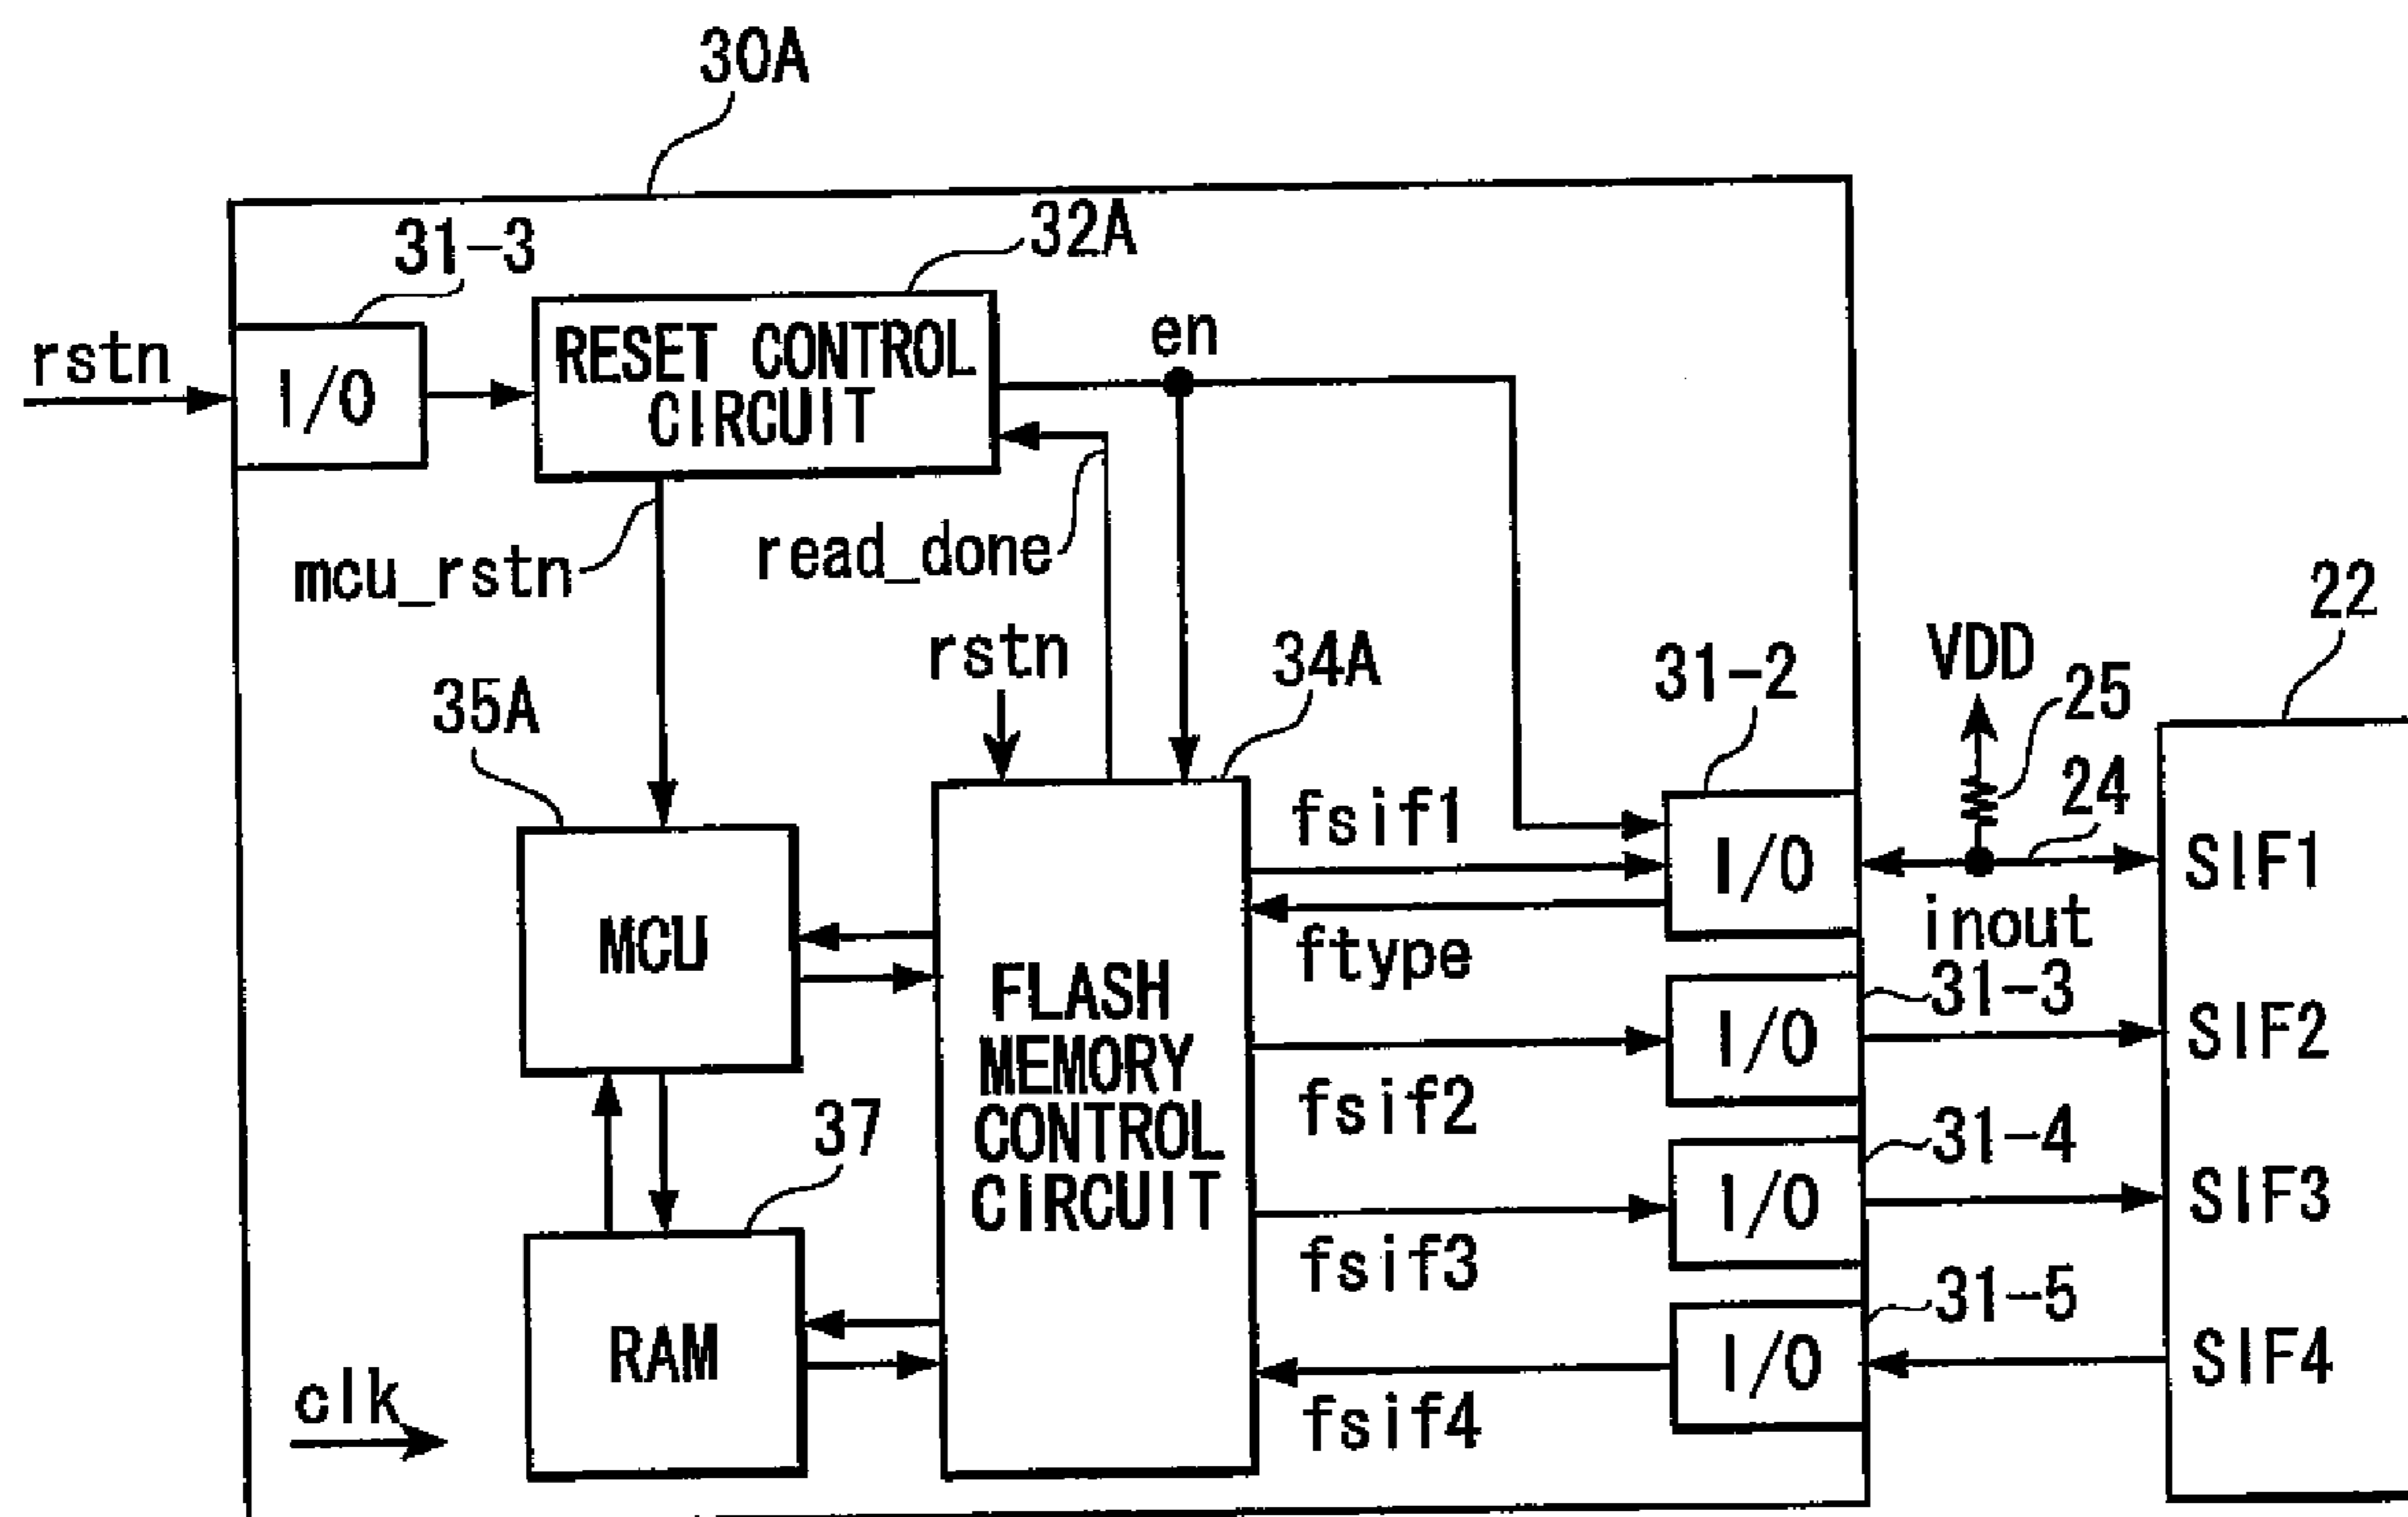 30A
31-3
32A
rstn
I/O
RESET CONTROL
CIRCUIT
en
mcu_rstn
read_done
rstn
35A
34A
31-2
VDD
25
22
24
MCU
fsif1
ftype
I/O
inout
SIF1
FLASH
MEMORY
CONTROL
CIRCUIT
31-3
I/O
SIF2
fsif2
37
31-4
I/O
SIF3
fsif3
RAM
31-5
I/O
SIF4
fsif4
clk